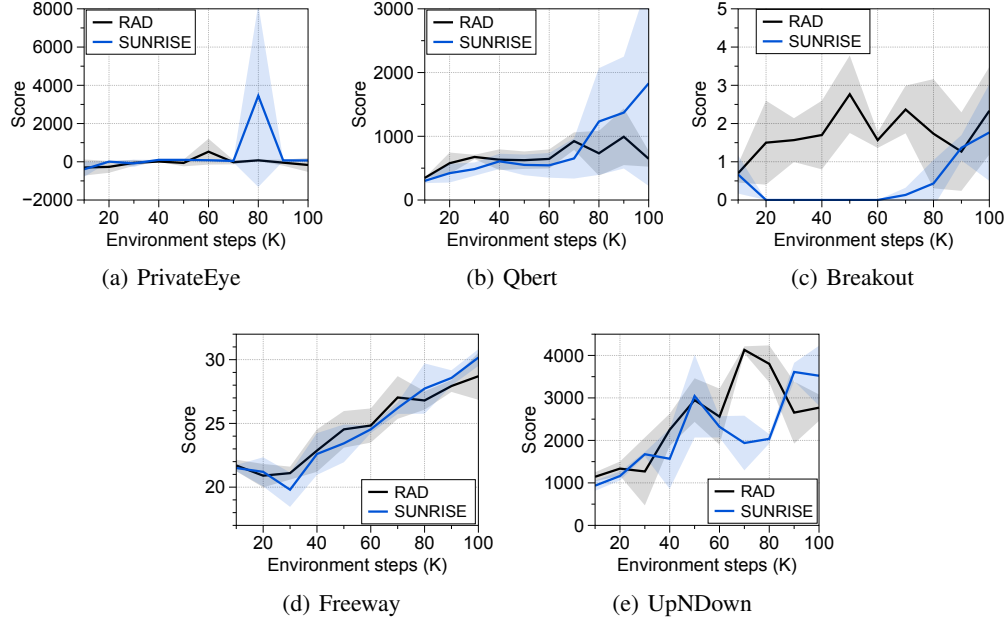 RAD
SUNRISE
8000
6000
4000
2000
0
−2000
Score
20 40 60 80 100
Environment steps (K)
(a) PrivateEye
RAD
SUNRISE
3000
2000
1000
0
Score
20 40 60 80 100
Environment steps (K)
(b) Qbert
RAD
SUNRISE
5
4
3
2
1
0
Score
20 40 60 80 100
Environment steps (K)
(c) Breakout
30
25
20
Score
RAD
SUNRISE
20 40 60 80 100
Environment steps (K)
(d) Freeway
4000
3000
2000
1000
0
Score
RAD
SUNRISE
20 40 60 80 100
Environment steps (K)
(e) UpNDown